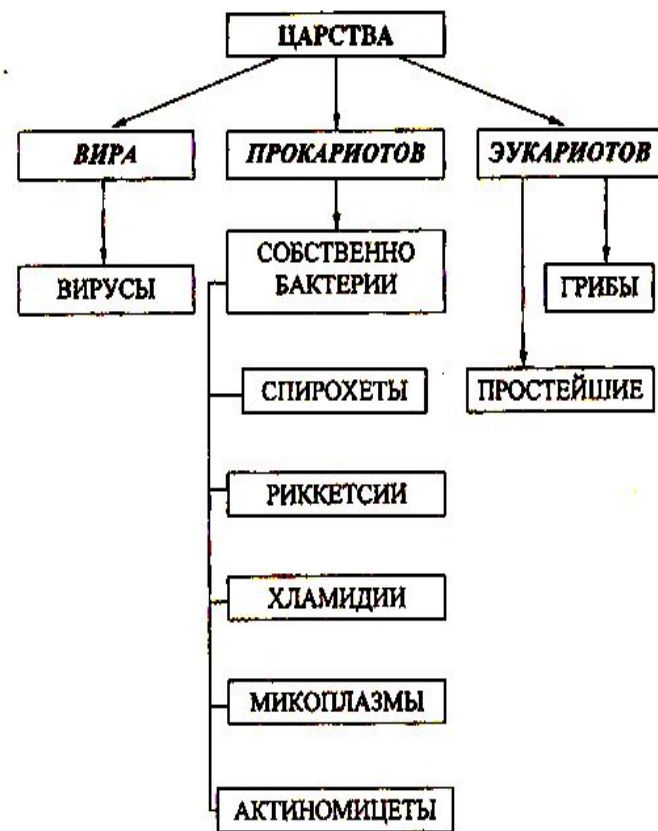 ЦАРСТВА
ВИРА
ПРОКАРИОТОВ
ЭУКАРИОТОВ
ВИРУСЫ
СОБСТВЕННО
БАКТЕРИИ
ГРИБЫ
СПИРОХЕТЫ
ПРОСТЕЙШИЕ
РИККЕТСИИ
ХЛАМИДИИ
МИКОПЛАЗМЫ
АКТИНОМИЦЕТЫ